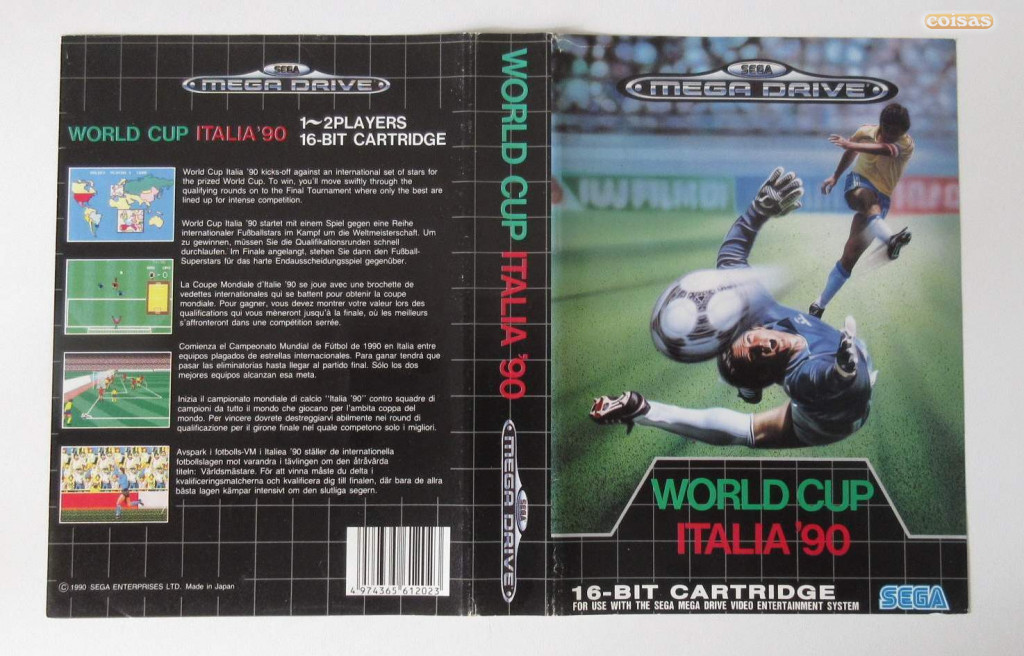 coisas
SEGA
MEGA DRIVE
WORLD CUP ITALIA '90
1~2PLAYERS
16-BIT CARTRIDGE
World Cup Italia '90 kicks-off against an international set of stars for
the prized World Cup. To win, you'll move swiftly through the
qualifying rounds on to the Final Tournament where only the best are
lined up for intense competition.
World Cup Italia '90 startet mit einem Spiel gegen eine Reihe
internationaler Fußballstars im Kampf um die Weltmeisterschaft. Um
zu gewinnen, müssen Sie die Qualifikationsrunden schnell
durchlaufen. Im Finale angelangt, stehen Sie dann den Fußball-
Superstars für das harte Endausscheidungsspiel gegenüber.
La Coupe Mondiale d'Italie '90 se joue avec une brochette de
vedettes internationales qui se battent pour obtenir la coupe
mondiale. Pour gagner, vous devez montrer votre valeur lors des
qualifications qui vous mèneront jusqu'à la finale, où les meilleurs
s'affronteront dans une compétition serrée.
Comienza el Campeonato Mundial de Fútbol de 1990 en Italia entre
equipos plagados de estrellas internacionales. Para ganar tendrá que
pasar las eliminatorias hasta llegar al partido final. Sólo los dos
mejores equipos alcanzan esa meta.
Inizia il campionato mondiale di calcio "Italia '90" contro squadre di
campioni da tutto il mondo che giocano per l'ambita coppa del
mondo. Per vincere dovrete destreggiarvi abilmente nei round di
qualificazione per il girone finale nel quale competono solo i migliori.
Avspark i fotbolls-VM i Italiea '90 ställer de internationella
fotbollslagen mot varandra i tävlingen om den åtråvärda
titeln: Världsmästare. För att vinna måste du delta i
kvalificeringsmatcherna och kvalificera dig till finalen, där bara de allra
bästa lagen kämpar intensivt om den slutliga segern.
© 1990 SEGA ENTERPRISES LTD. Made in Japan
4 974365 612023
WORLD CUP ITALIA '90
SEGA
MEGA DRIVE
SEGA
MEGA DRIVE
WORLD CUP
ITALIA '90
16-BIT CARTRIDGE
FOR USE WITH THE SEGA MEGA DRIVE VIDEO ENTERTAINMENT SYSTEM
SEGA